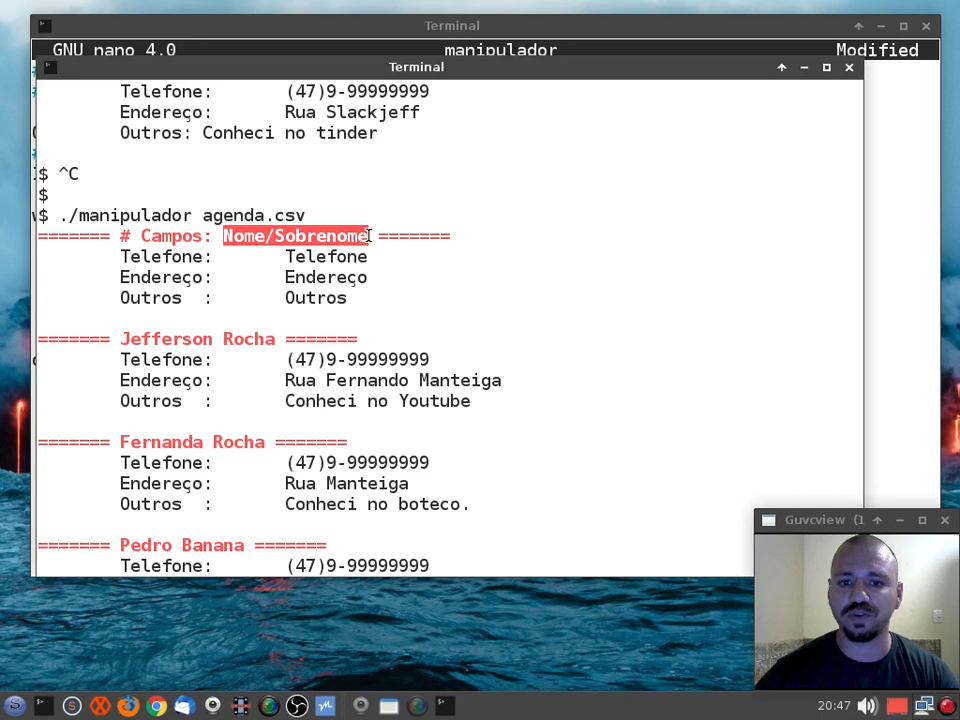 Terminal
GNU nano 4.0 manipulador Modified
Terminal
Telefone: (47)9-99999999
Endereço: Rua Slackjeff
Outros: Conheci no tinder
$ ^C
$
$ ./manipulador agenda.csv
======= # Campos: Nome/Sobrenome =======
Telefone: Telefone
Endereço: Endereço
Outros : Outros
======= Jefferson Rocha =======
Telefone: (47)9-99999999
Endereço: Rua Fernando Manteiga
Outros : Conheci no Youtube
======= Fernanda Rocha =======
Telefone: (47)9-99999999
Endereço: Rua Manteiga
Outros : Conheci no boteco.
======= Pedro Banana =======
Telefone: (47)9-99999999
Guvcview (1
20:47